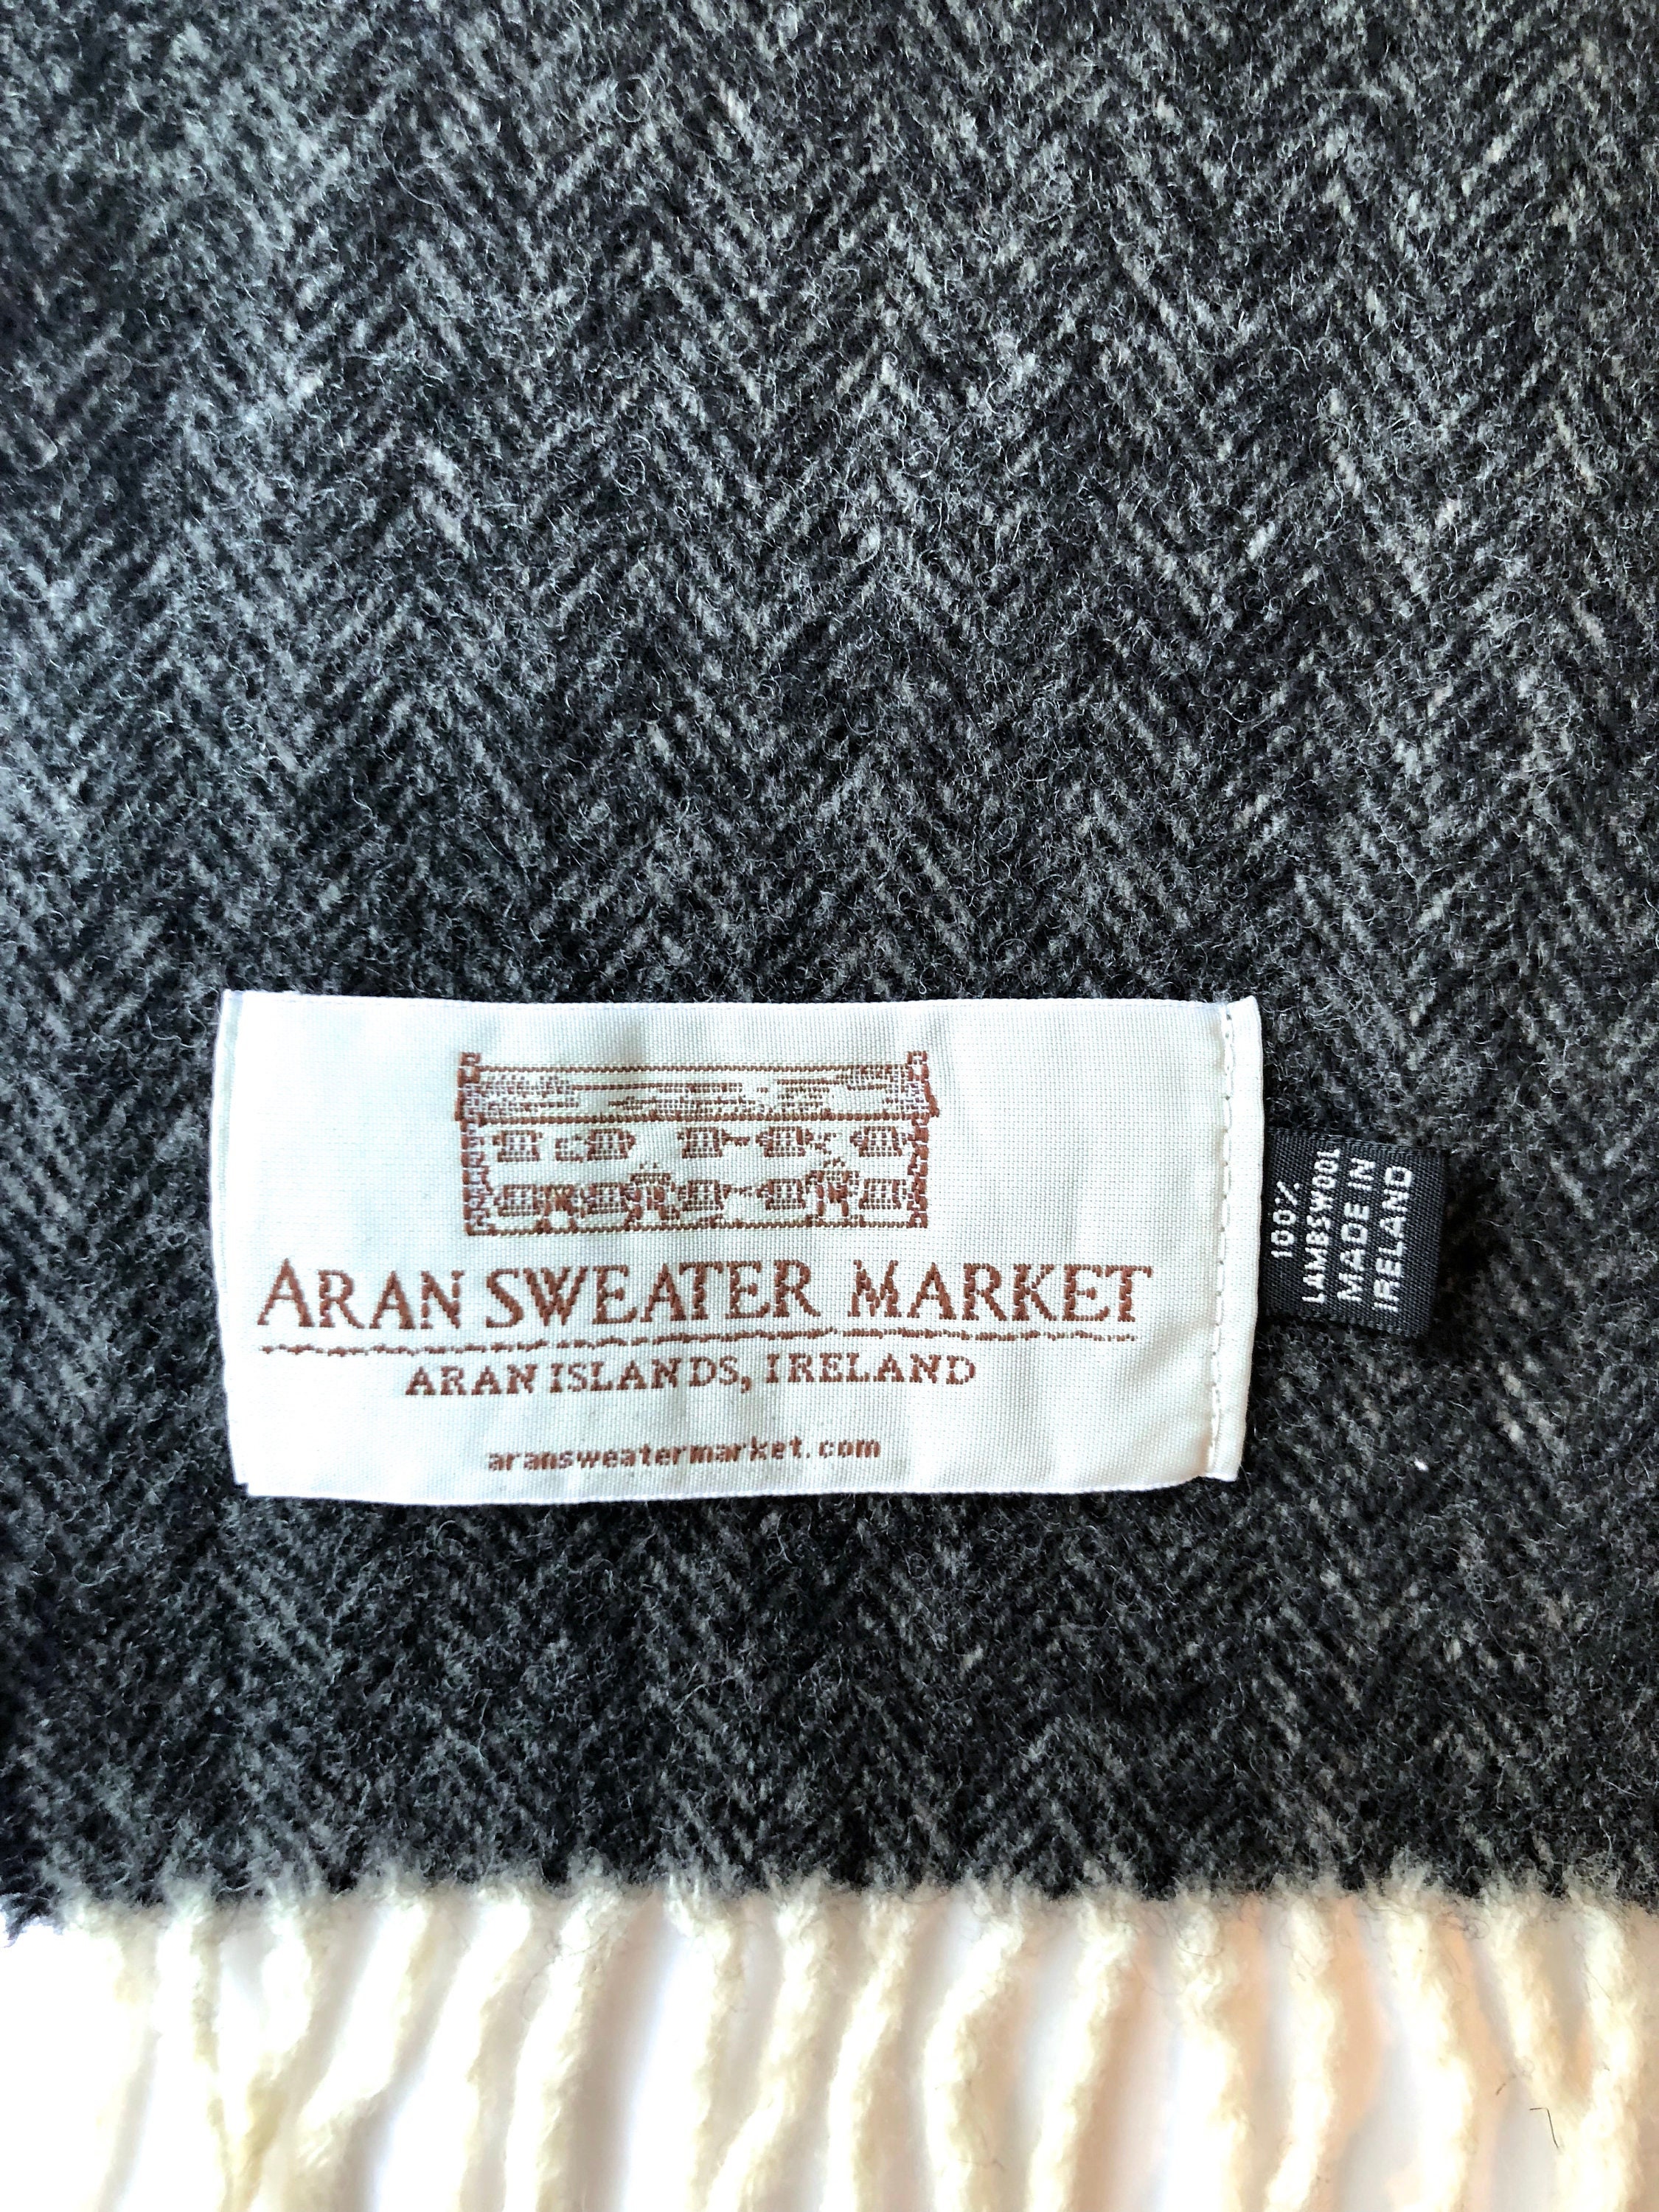 ARAN SWEATER MARKET
ARAN ISLANDS, IRELAND
aransweatermarket.com
100%
LAMBSWOOL
MADE IN
IRELAND